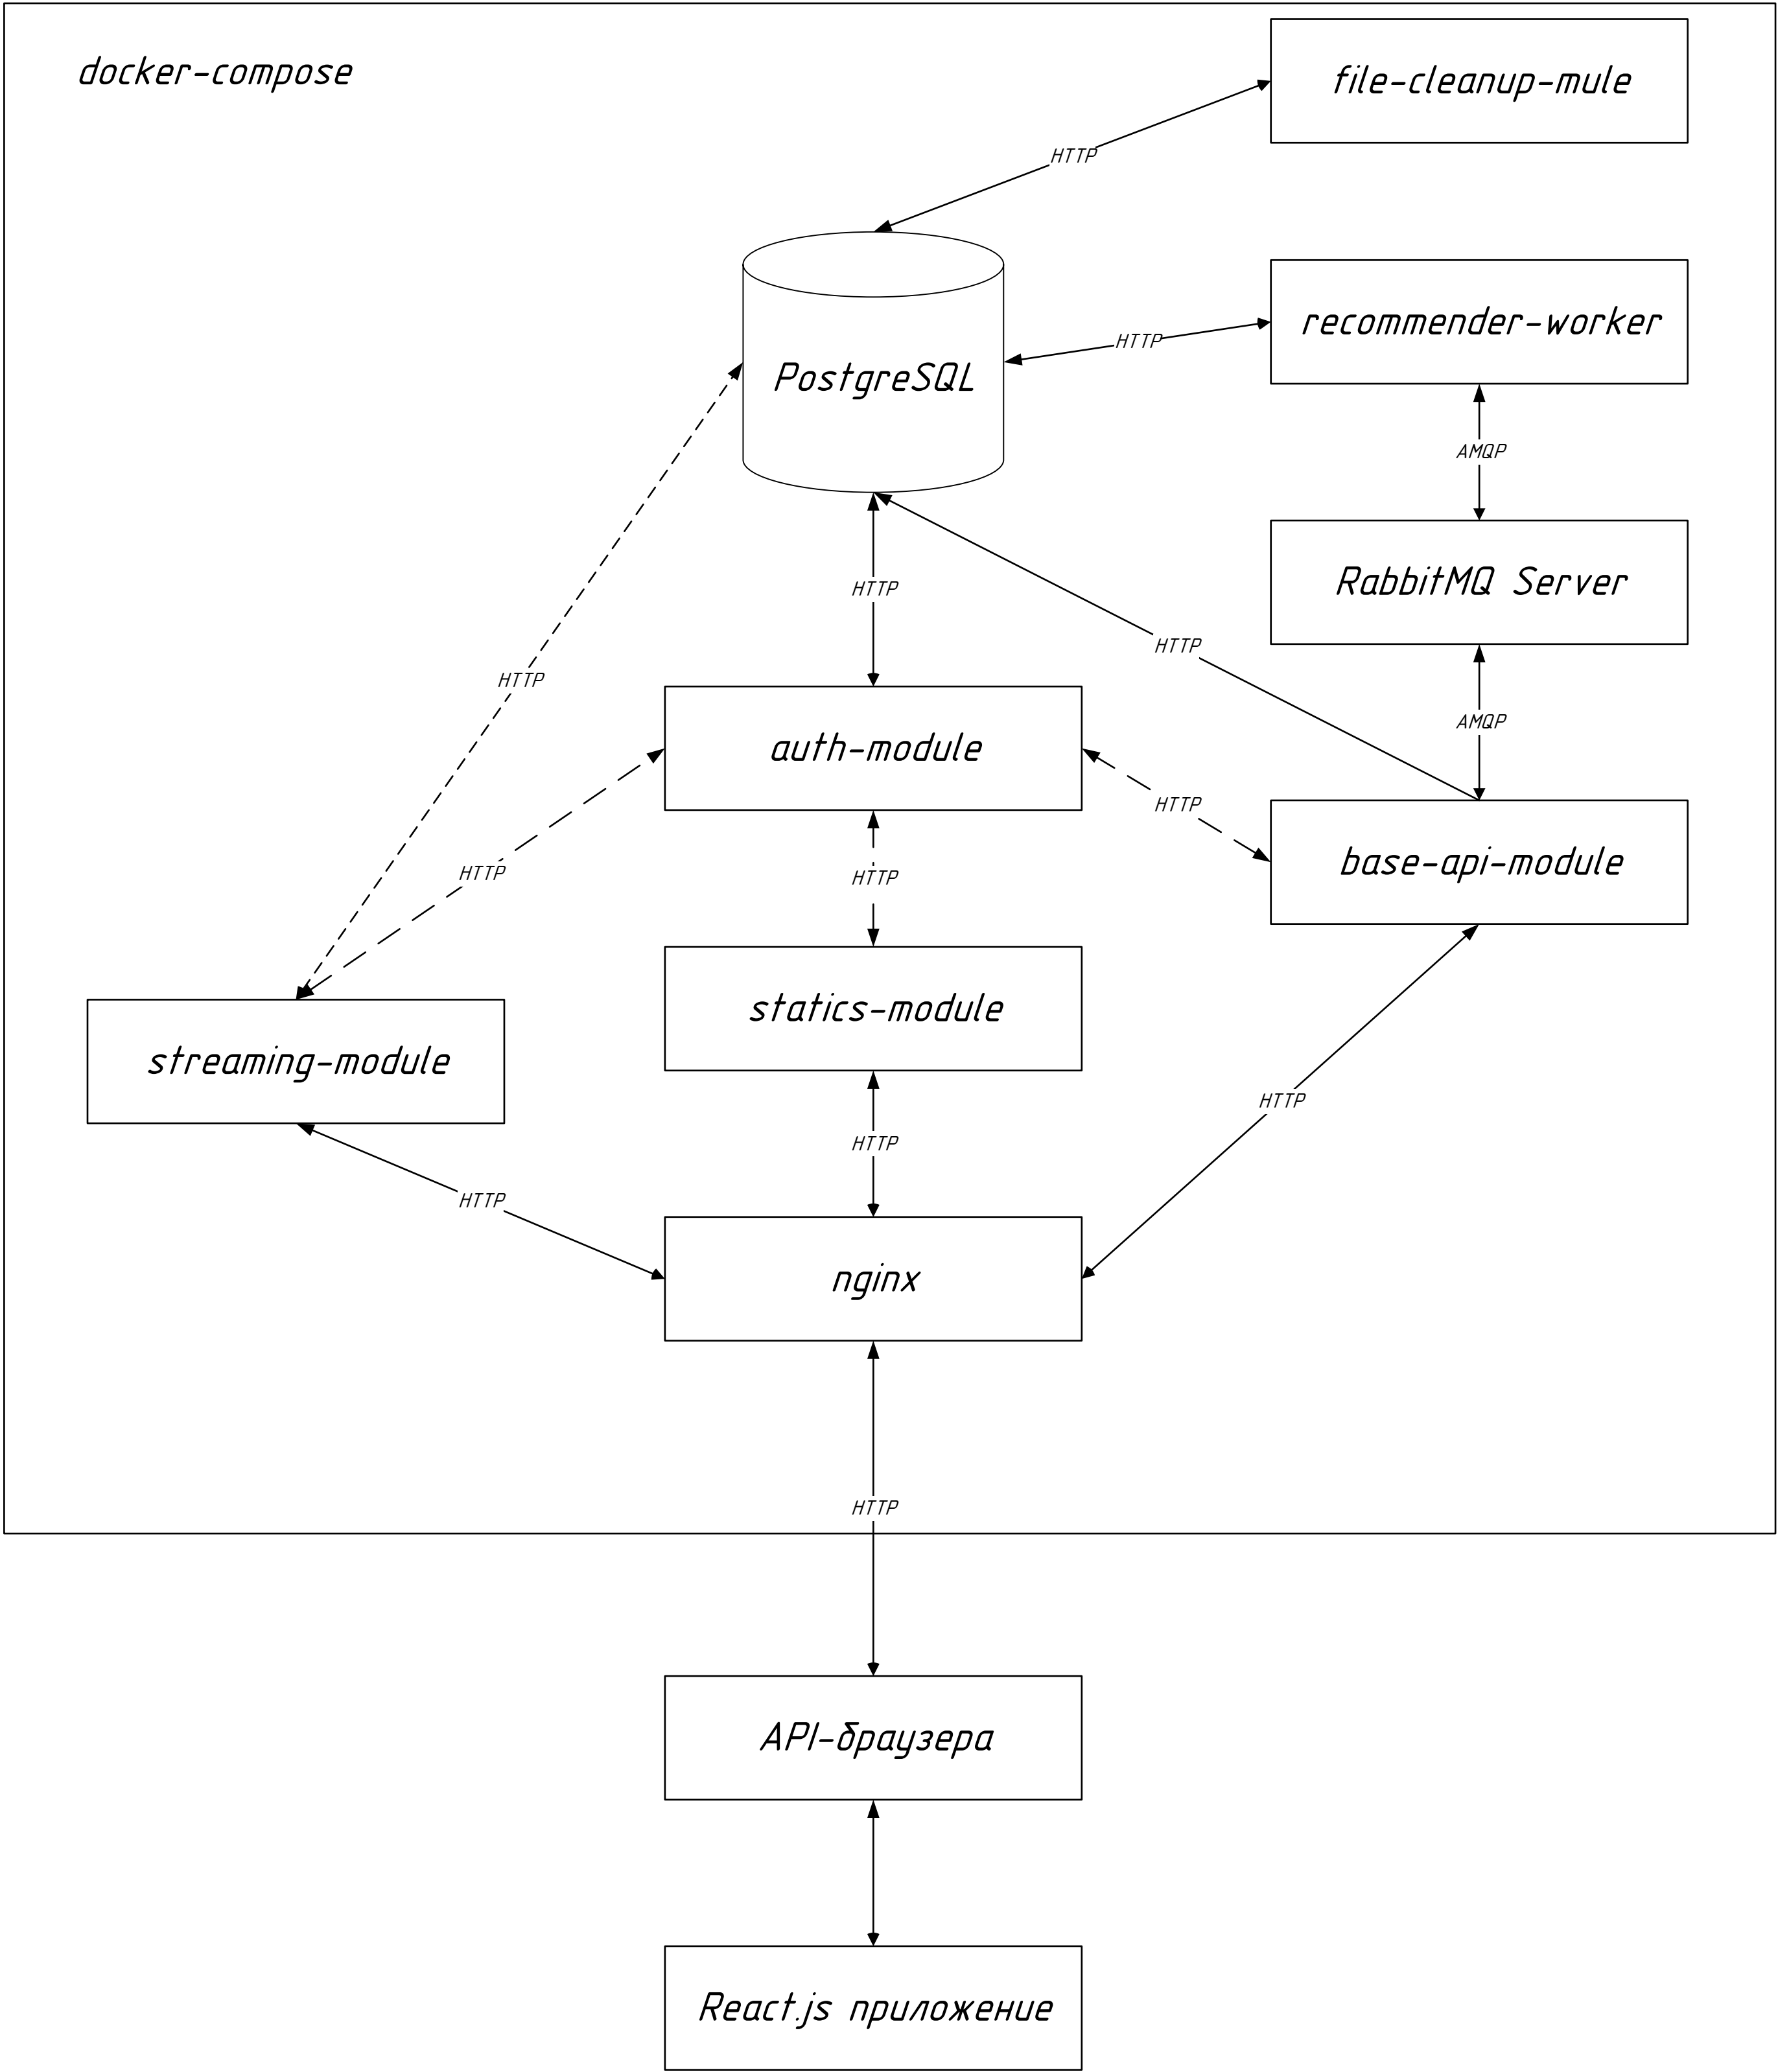 docker-compose
file-cleanup-mule
HTTP
PostgreSQL
HTTP
recommender-worker
AMQP
RabbitMQ Server
HTTP
HTTP
HTTP
AMQP
auth-module
HTTP
base-api-module
HTTP
HTTP
statics-module
streaming-module
HTTP
HTTP
HTTP
nginx
HTTP
API-браузера
React.js приложение